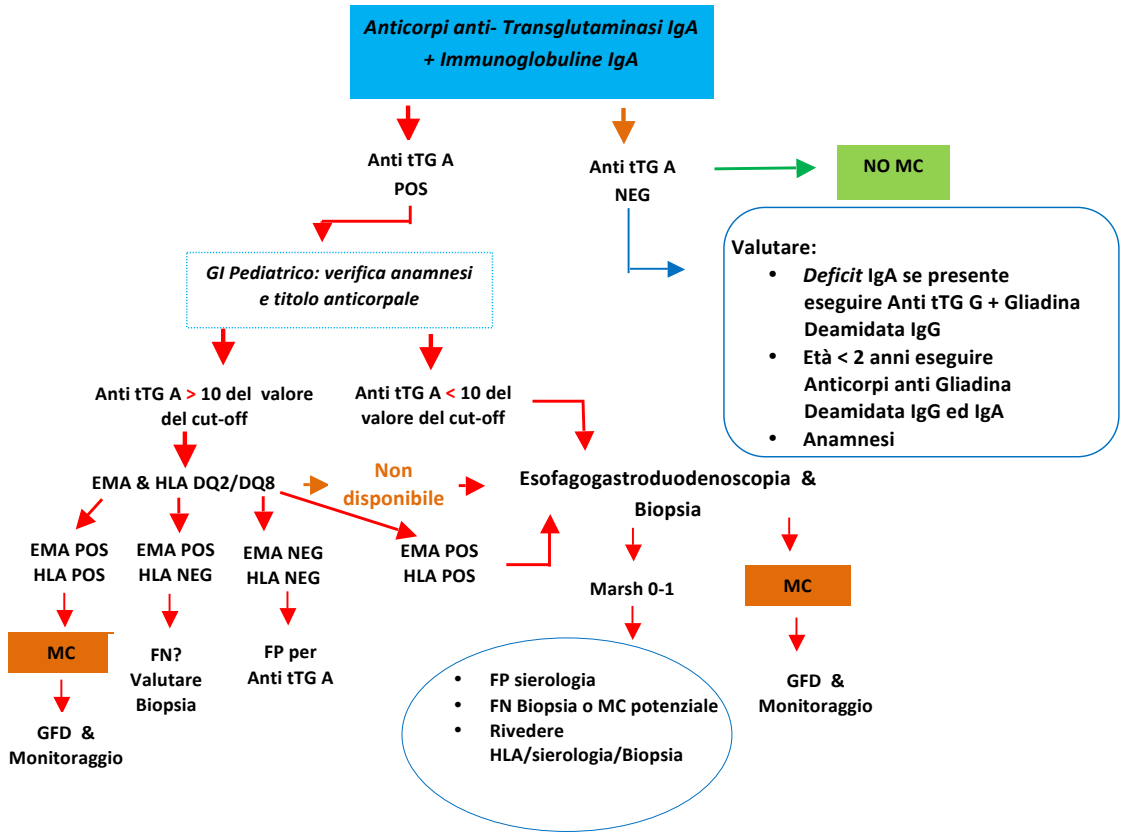 Anticorpi anti- Transglutaminasi IgA
+ Immunoglobuline IgA
Anti tTG A
POS
Anti tTG A
NEG
NO MC
GI Pediatrico: verifica anamnesi
e titolo anticorpale
Valutare:
• Deficit IgA se presente
eseguire Anti tTG G + Gliadina
Deamidata IgG
• Età < 2 anni eseguire
Anticorpi anti Gliadina
Deamidata IgG ed IgA
• Anamnesi
Anti tTG A > 10 del valore
del cut-off
Anti tTG A < 10 del
valore del cut-off
EMA & HLA DQ2/DQ8
Non
disponibile
Esofagogastroduodenoscopia &
Biopsia
EMA POS
HLA POS
EMA POS
HLA NEG
EMA NEG
HLA NEG
EMA POS
HLA POS
Marsh 0-1
MC
MC
FN?
Valutare
Biopsia
FP per
Anti tTG A
GFD &
Monitoraggio
• FP sierologia
• FN Biopsia o MC potenziale
• Rivedere
HLA/sierologia/Biopsia
GFD &
Monitoraggio